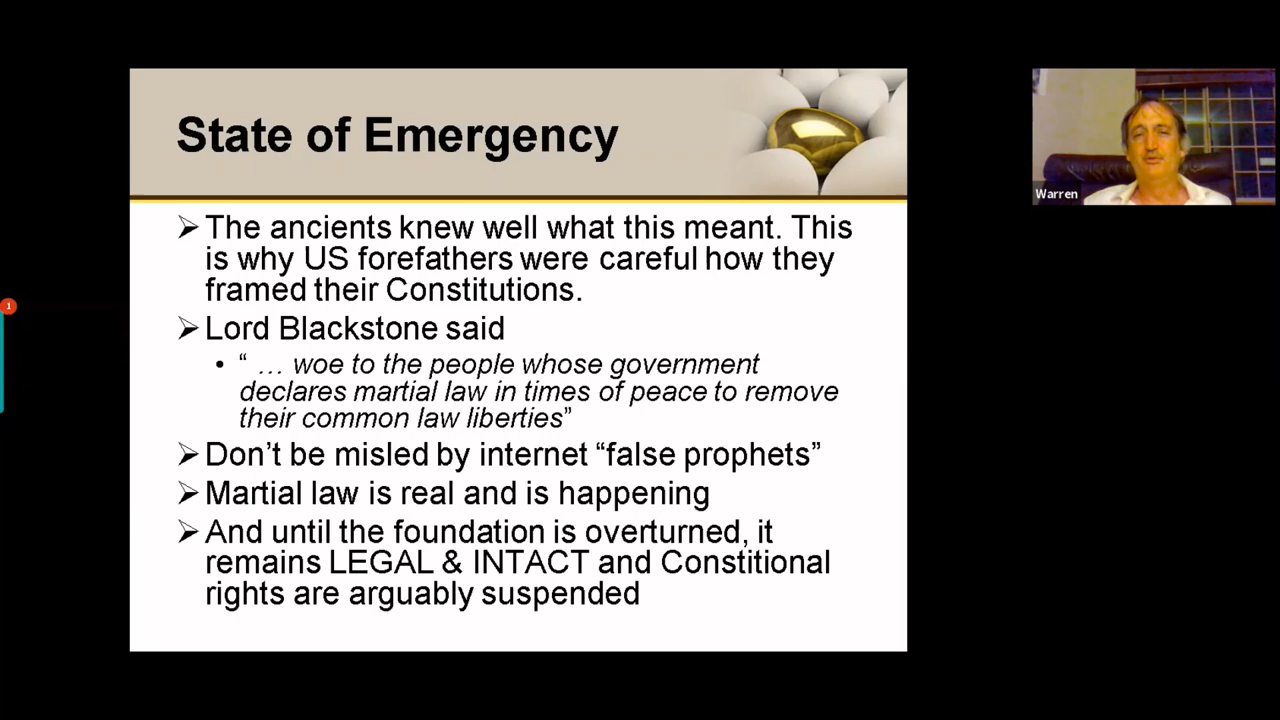 State of Emergency
➢ The ancients knew well what this meant. This
is why US forefathers were careful how they
framed their Constitutions.
➢ Lord Blackstone said
• “ … woe to the people whose government
declares martial law in times of peace to remove
their common law liberties”
➢ Don’t be misled by internet “false prophets”
➢ Martial law is real and is happening
➢ And until the foundation is overturned, it
remains LEGAL & INTACT and Constitional
rights are arguably suspended
Warren
1